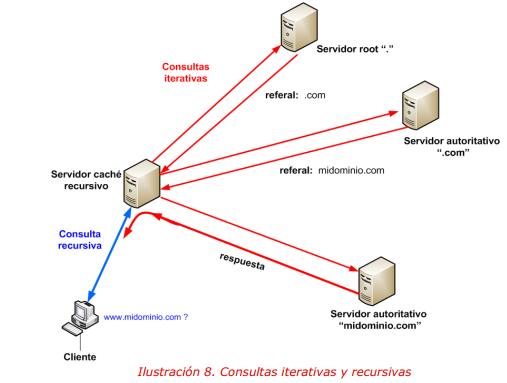 Servidor root “.”
Consultas
iterativas
referal: .com
Servidor autoritativo
“.com”
referal: midominio.com
Servidor caché
recursivo
Consulta
recursiva
respuesta
www.midominio.com ?
Servidor autoritativo
“midominio.com”
Cliente
Ilustración 8. Consultas iterativas y recursivas